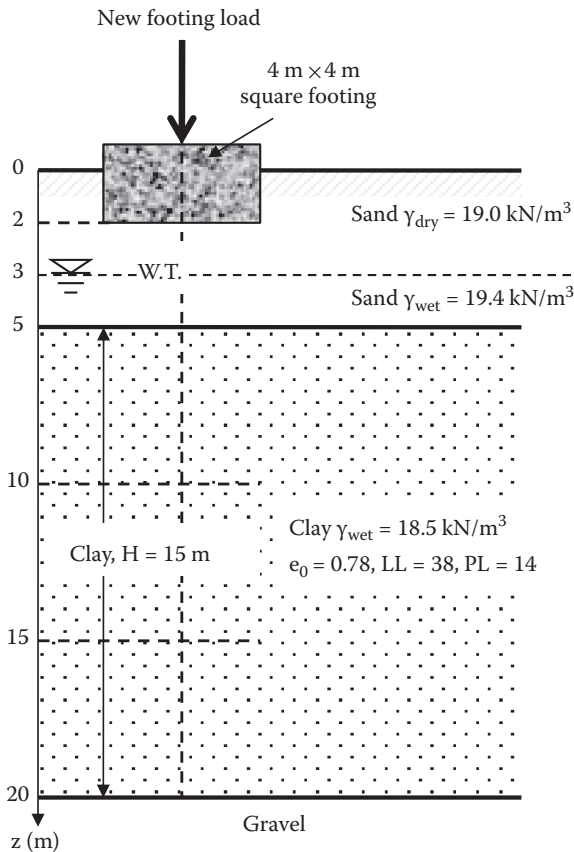 New footing load
4 m × 4 m
square footing
0
Sand γdry = 19.0 kN/m³
2
3
W.T.
Sand γwet = 19.4 kN/m³
5
10
Clay γwet = 18.5 kN/m³
Clay, H = 15 m
e₀ = 0.78, LL = 38, PL = 14
15
20
z (m)
Gravel